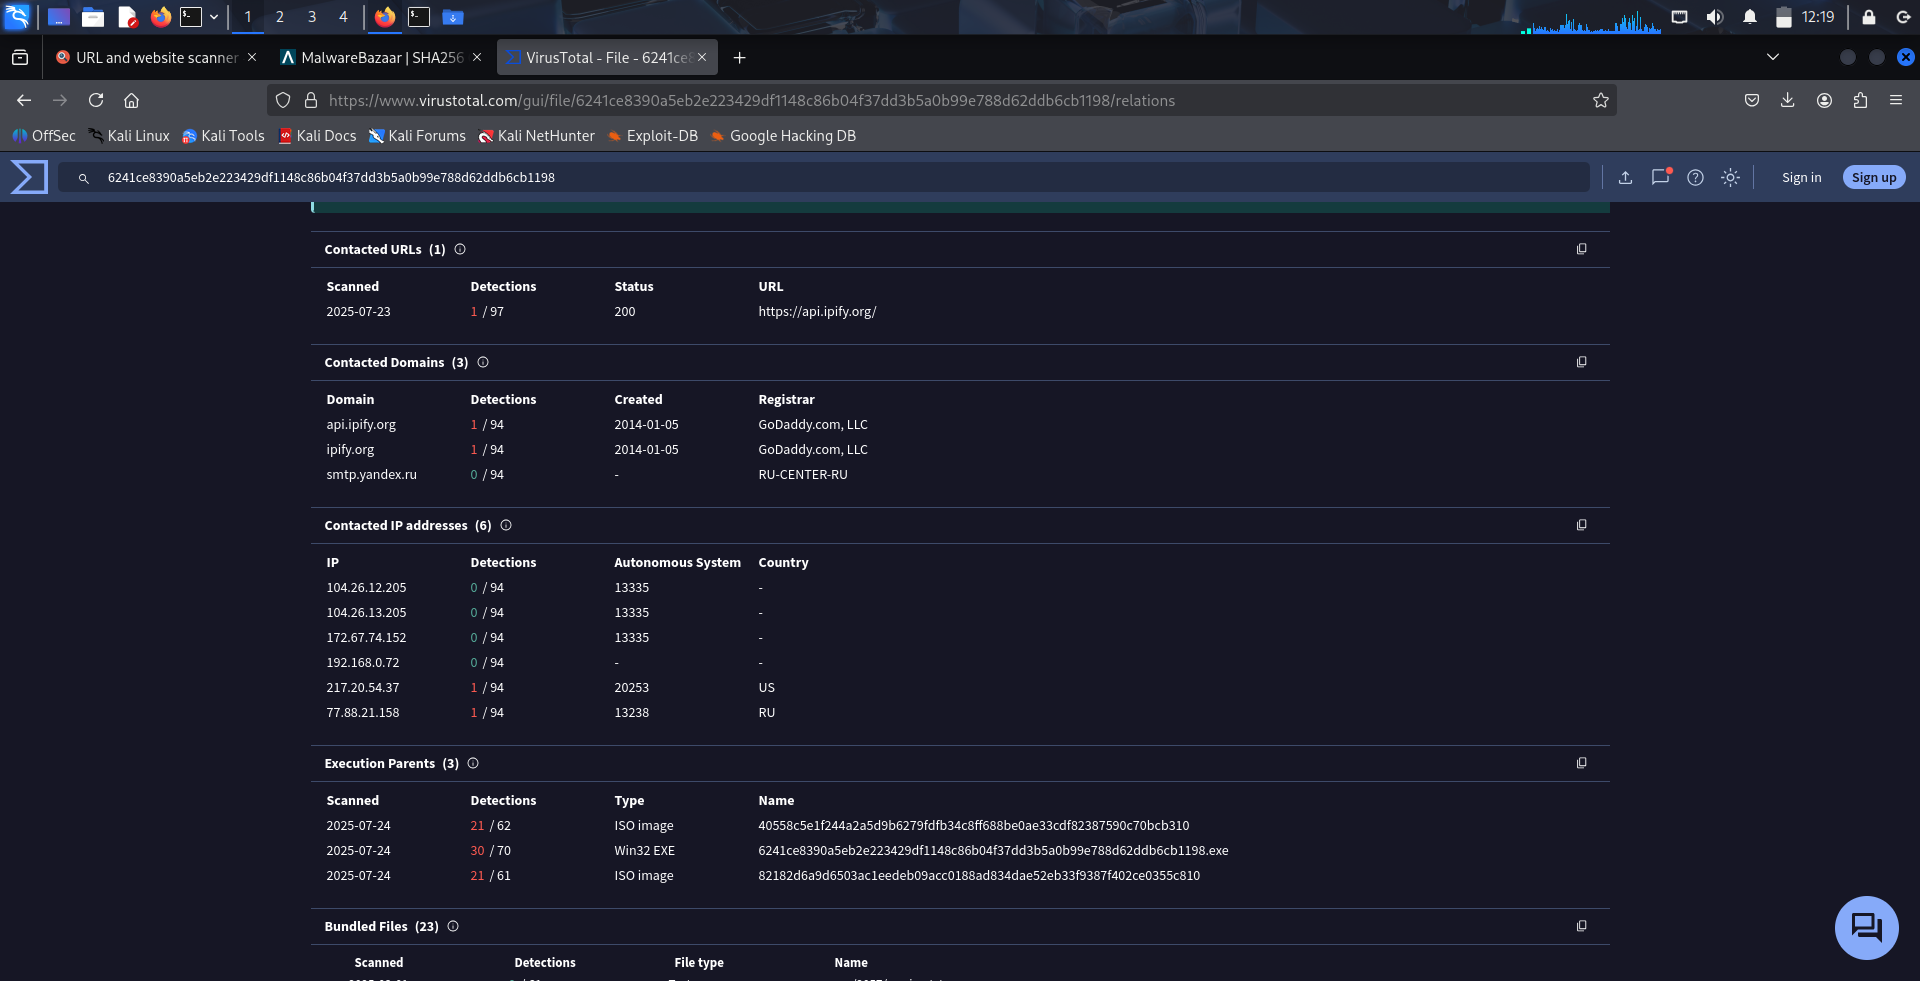 1 2 3 4 12:19
URL and website scanner MalwareBazaar | SHA256 VirusTotal - File - 6241ce8
https://www.virustotal.com/gui/file/6241ce8390a5eb2e223429df1148c86b04f37dd3b5a0b99e788d62ddb6cb1198/relations
OffSec Kali Linux Kali Tools Kali Docs Kali Forums Kali NetHunter Exploit-DB Google Hacking DB
6241ce8390a5eb2e223429df1148c86b04f37dd3b5a0b99e788d62ddb6cb1198 Sign in Sign up
Contacted URLs (1)
Scanned Detections Status URL
2025-07-23 1 / 97 200 https://api.ipify.org/
Contacted Domains (3)
Domain Detections Created Registrar
api.ipify.org 1 / 94 2014-01-05 GoDaddy.com, LLC
ipify.org 1 / 94 2014-01-05 GoDaddy.com, LLC
smtp.yandex.ru 0 / 94 - RU-CENTER-RU
Contacted IP addresses (6)
IP Detections Autonomous System Country
104.26.12.205 0 / 94 13335 -
104.26.13.205 0 / 94 13335 -
172.67.74.152 0 / 94 13335 -
192.168.0.72 0 / 94 - -
217.20.54.37 1 / 94 20253 US
77.88.21.158 1 / 94 13238 RU
Execution Parents (3)
Scanned Detections Type Name
2025-07-24 21 / 62 ISO image 40558c5e1f244a2a5d9b6279fdfb34c8ff688be0ae33cdf82387590c70bcb310
2025-07-24 30 / 70 Win32 EXE 6241ce8390a5eb2e223429df1148c86b04f37dd3b5a0b99e788d62ddb6cb1198.exe
2025-07-24 21 / 61 ISO image 82182d6a9d6503ac1eedeb09acc0188ad834dae52eb33f9387f402ce0355c810
Bundled Files (23)
Scanned Detections File type Name